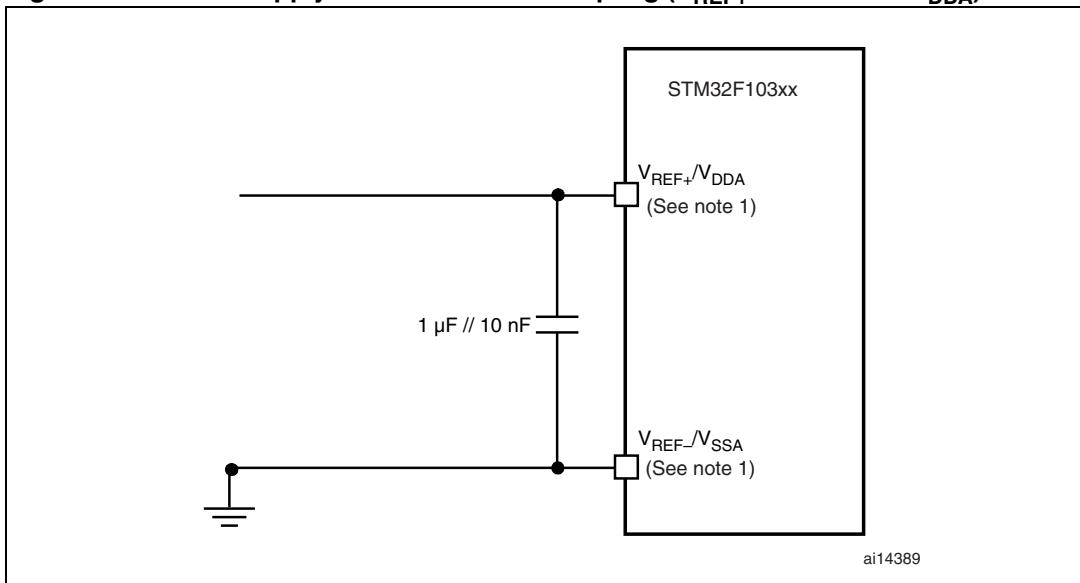 STM32F103xx
VREF+/VDDA
(See note 1)
1 µF // 10 nF
VREF–/VSSA
(See note 1)
ai14389